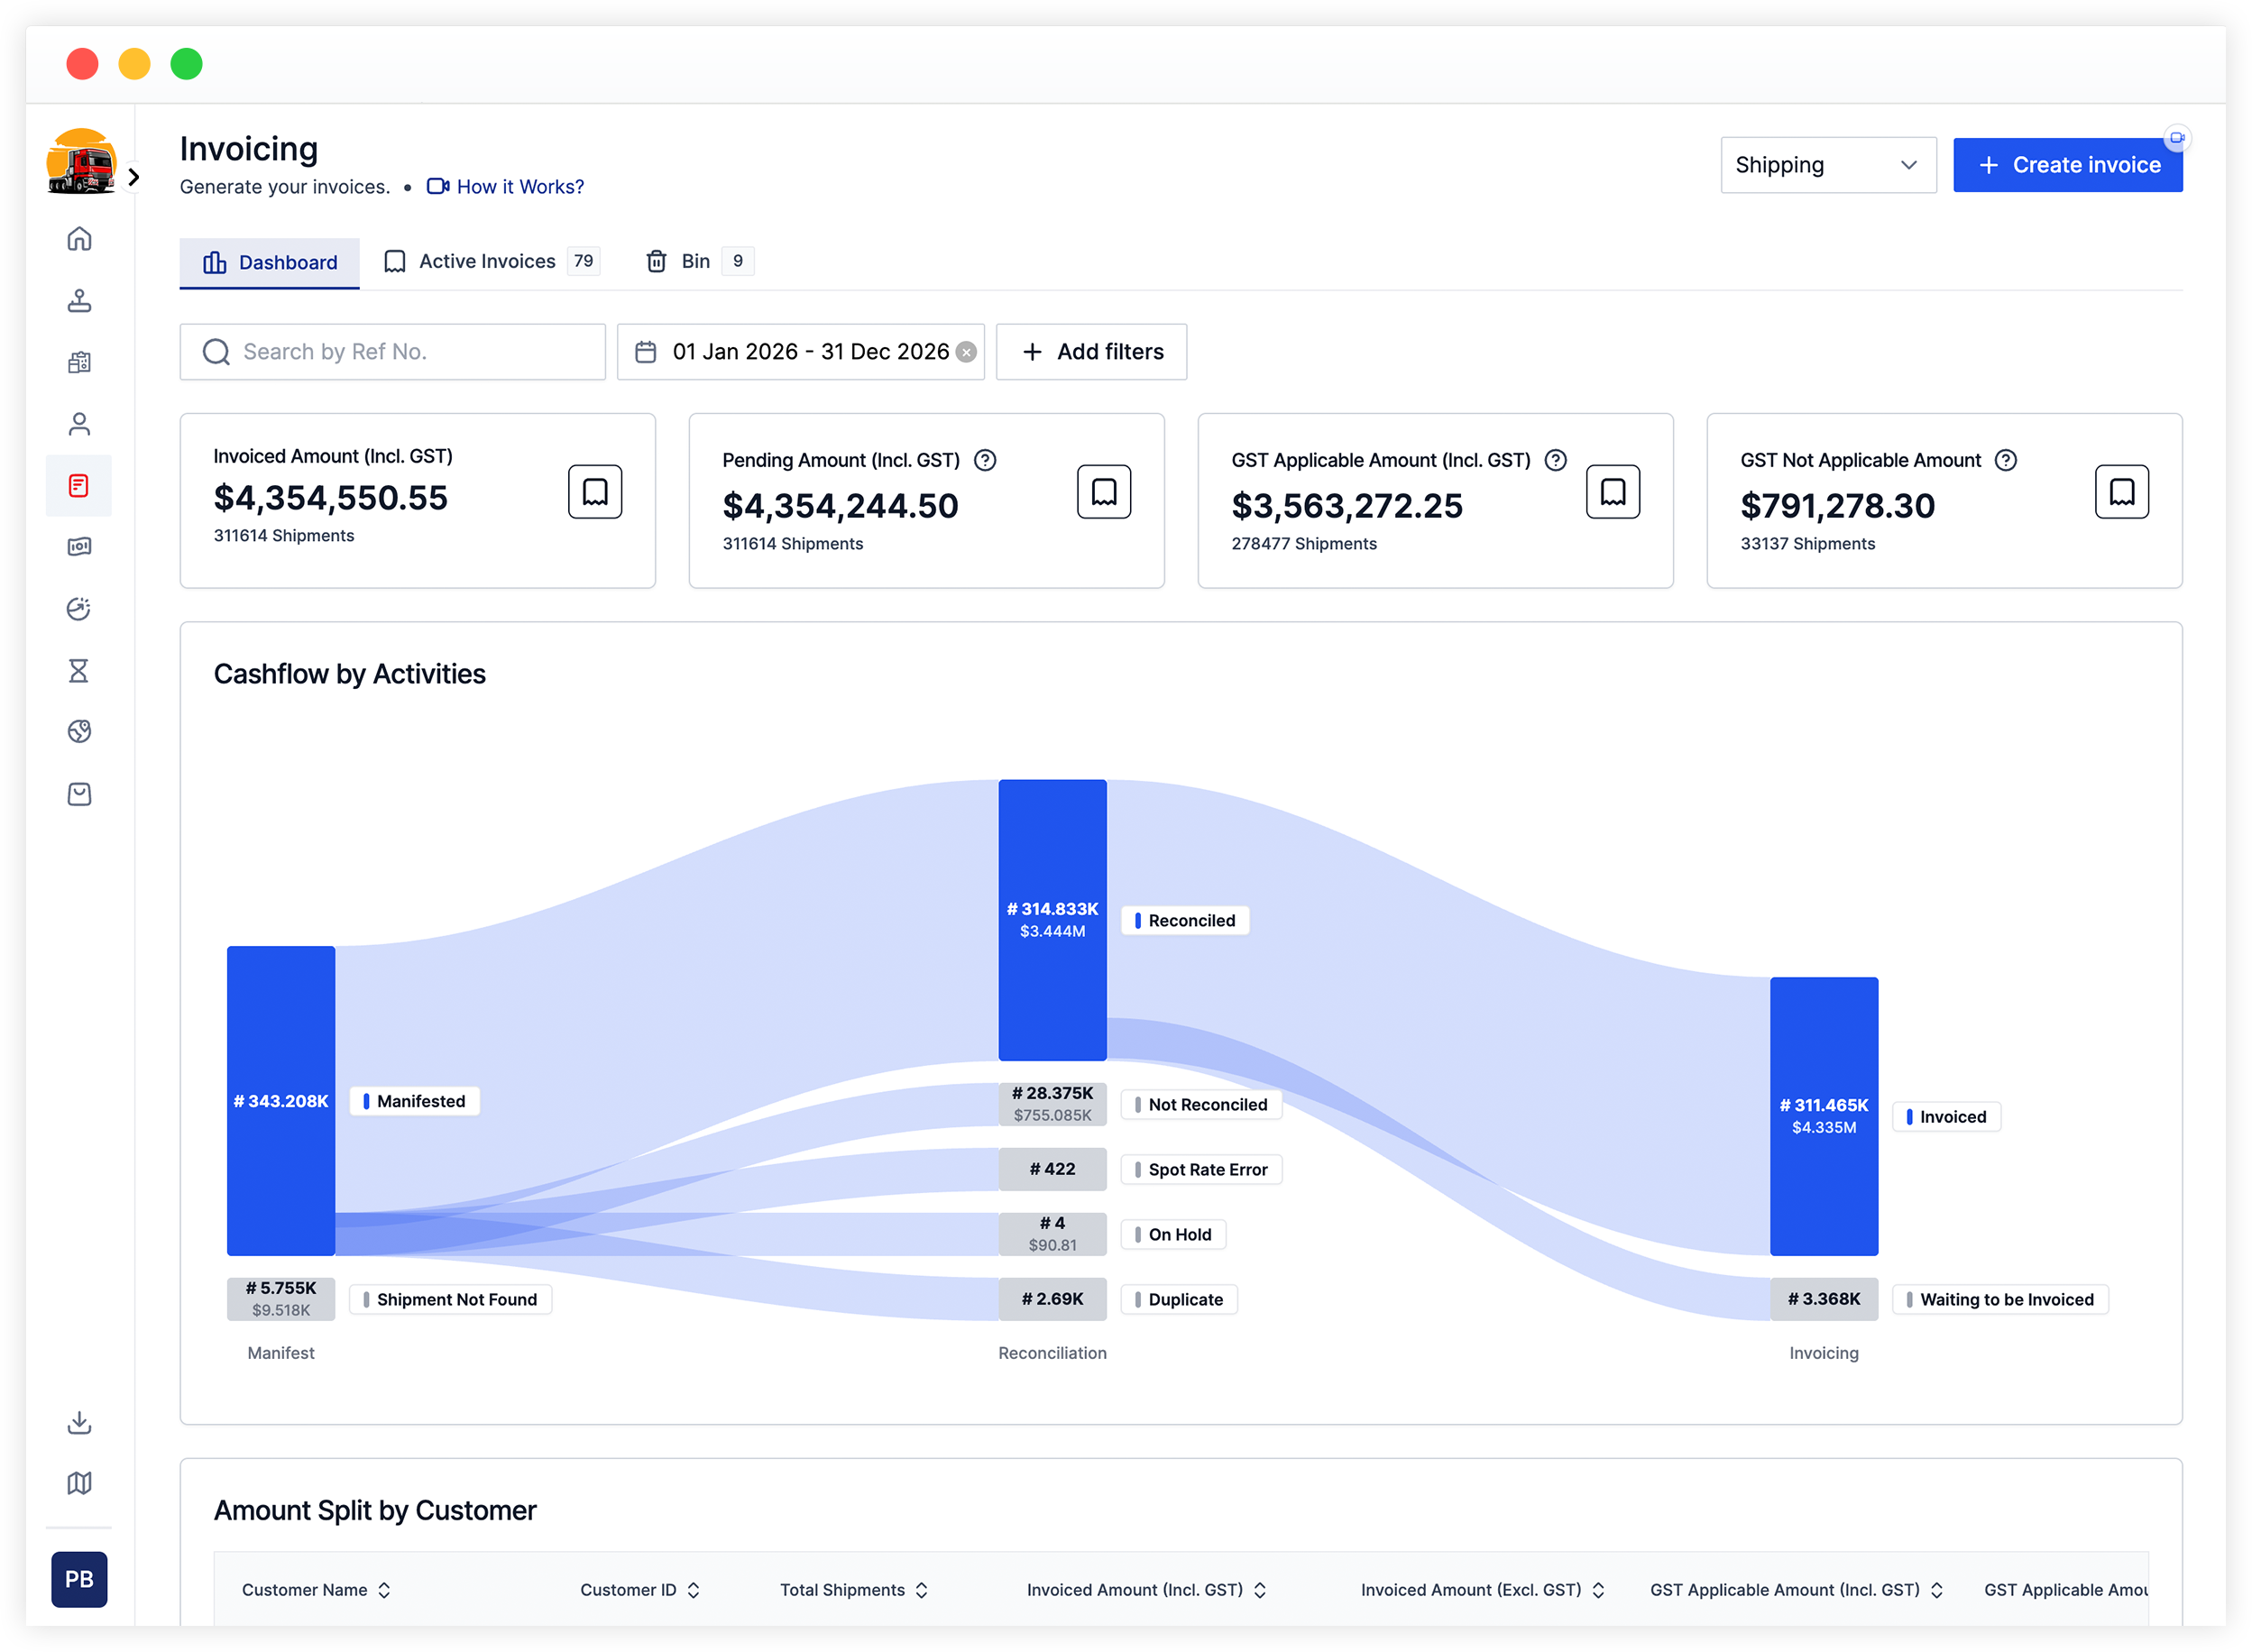 Invoicing
Generate your invoices. • How it Works?
Shipping
+ Create invoice
Dashboard
Active Invoices 79
Bin 9
Search by Ref No.
01 Jan 2026 - 31 Dec 2026
+ Add filters
Invoiced Amount (Incl. GST)
$4,354,550.55
311614 Shipments
Pending Amount (Incl. GST)
$4,354,244.50
311614 Shipments
GST Applicable Amount (Incl. GST)
$3,563,272.25
278477 Shipments
GST Not Applicable Amount
$791,278.30
33137 Shipments
Cashflow by Activities
# 343.208K
Manifested
# 5.755K
$9.518K
Shipment Not Found
Manifest
# 314.833K
$3.444M
Reconciled
# 28.375K
$755.085K
Not Reconciled
# 422
Spot Rate Error
# 4
$90.81
On Hold
# 2.69K
Duplicate
Reconciliation
# 311.465K
$4.335M
Invoiced
# 3.368K
Waiting to be Invoiced
Invoicing
Amount Split by Customer
Customer Name
Customer ID
Total Shipments
Invoiced Amount (Incl. GST)
Invoiced Amount (Excl. GST)
GST Applicable Amount (Incl. GST)
GST Applicable Amou
PB